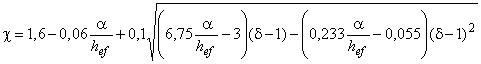 χ = 1,6 − 0,06 α/h_ef + 0,1 √((6,75 α/h_ef − 3)(δ − 1) − (0,233 α/h_ef − 0,055)(δ − 1)²)